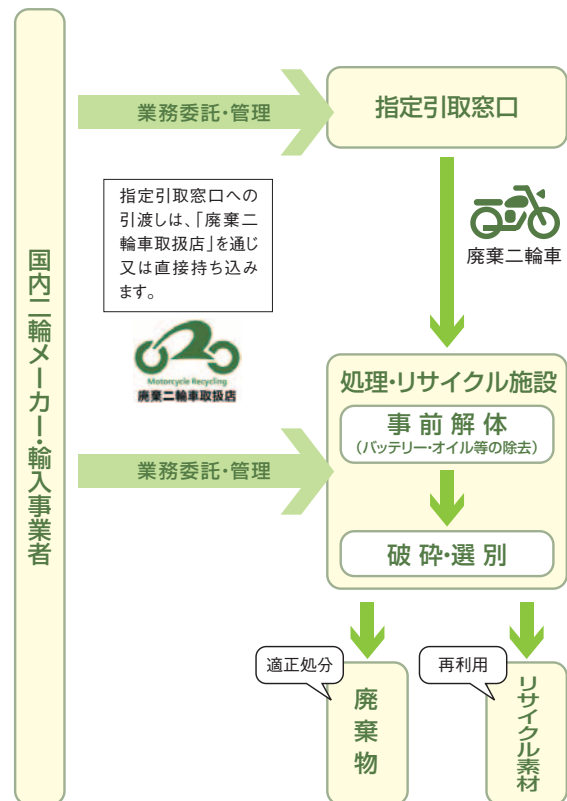 国内二輪メーカー・輸入事業者
業務委託・管理
指定引取窓口
指定引取窓口への
引渡しは、「廃棄二
輪車取扱店」を通じ
又は直接持ち込み
ます。
廃棄二輪車
Motorcycle Recycling
廃棄二輪車取扱店
処理・リサイクル施設
事前解体
(バッテリー・オイル等の除去)
業務委託・管理
破砕・選別
適正処分
廃棄物
再利用
リサイクル素材